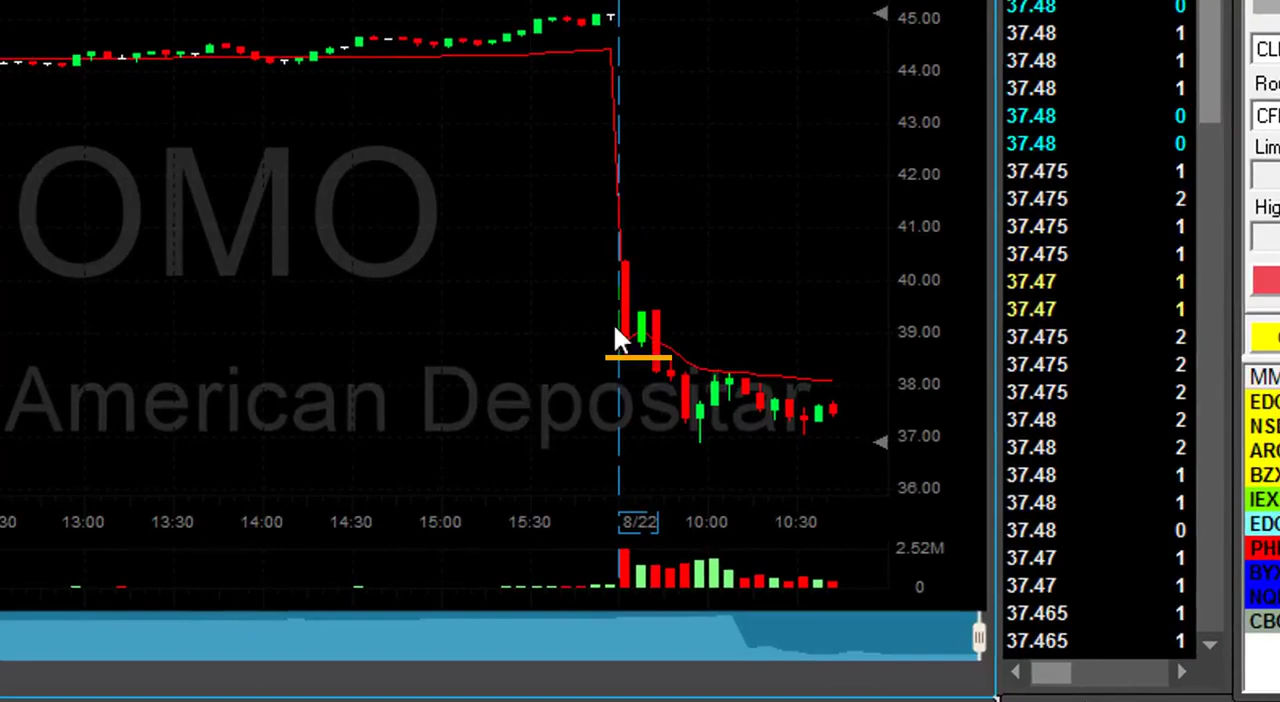 45.00
44.00
43.00
42.00
41.00
40.00
39.00
38.00
37.00
36.00
OMO
American Depositar
:30 13:00 13:30 14:00 14:30 15:00 15:30 8/22 10:00 10:30
2.52M
0
37.48 0
37.48 1
37.48 1
37.48 1
37.48 0
37.48 0
37.475 1
37.475 2
37.475 1
37.475 1
37.47 1
37.47 1
37.475 2
37.475 2
37.475 2
37.48 2
37.48 2
37.48 1
37.48 1
37.48 0
37.47 1
37.47 1
37.465 1
37.465 1
CLI
Rou
CFI
Lim
Hig
MM
EDG
NSD
ARC
BZX
IEX
EDG
PHL
BYX
NQB
CBO